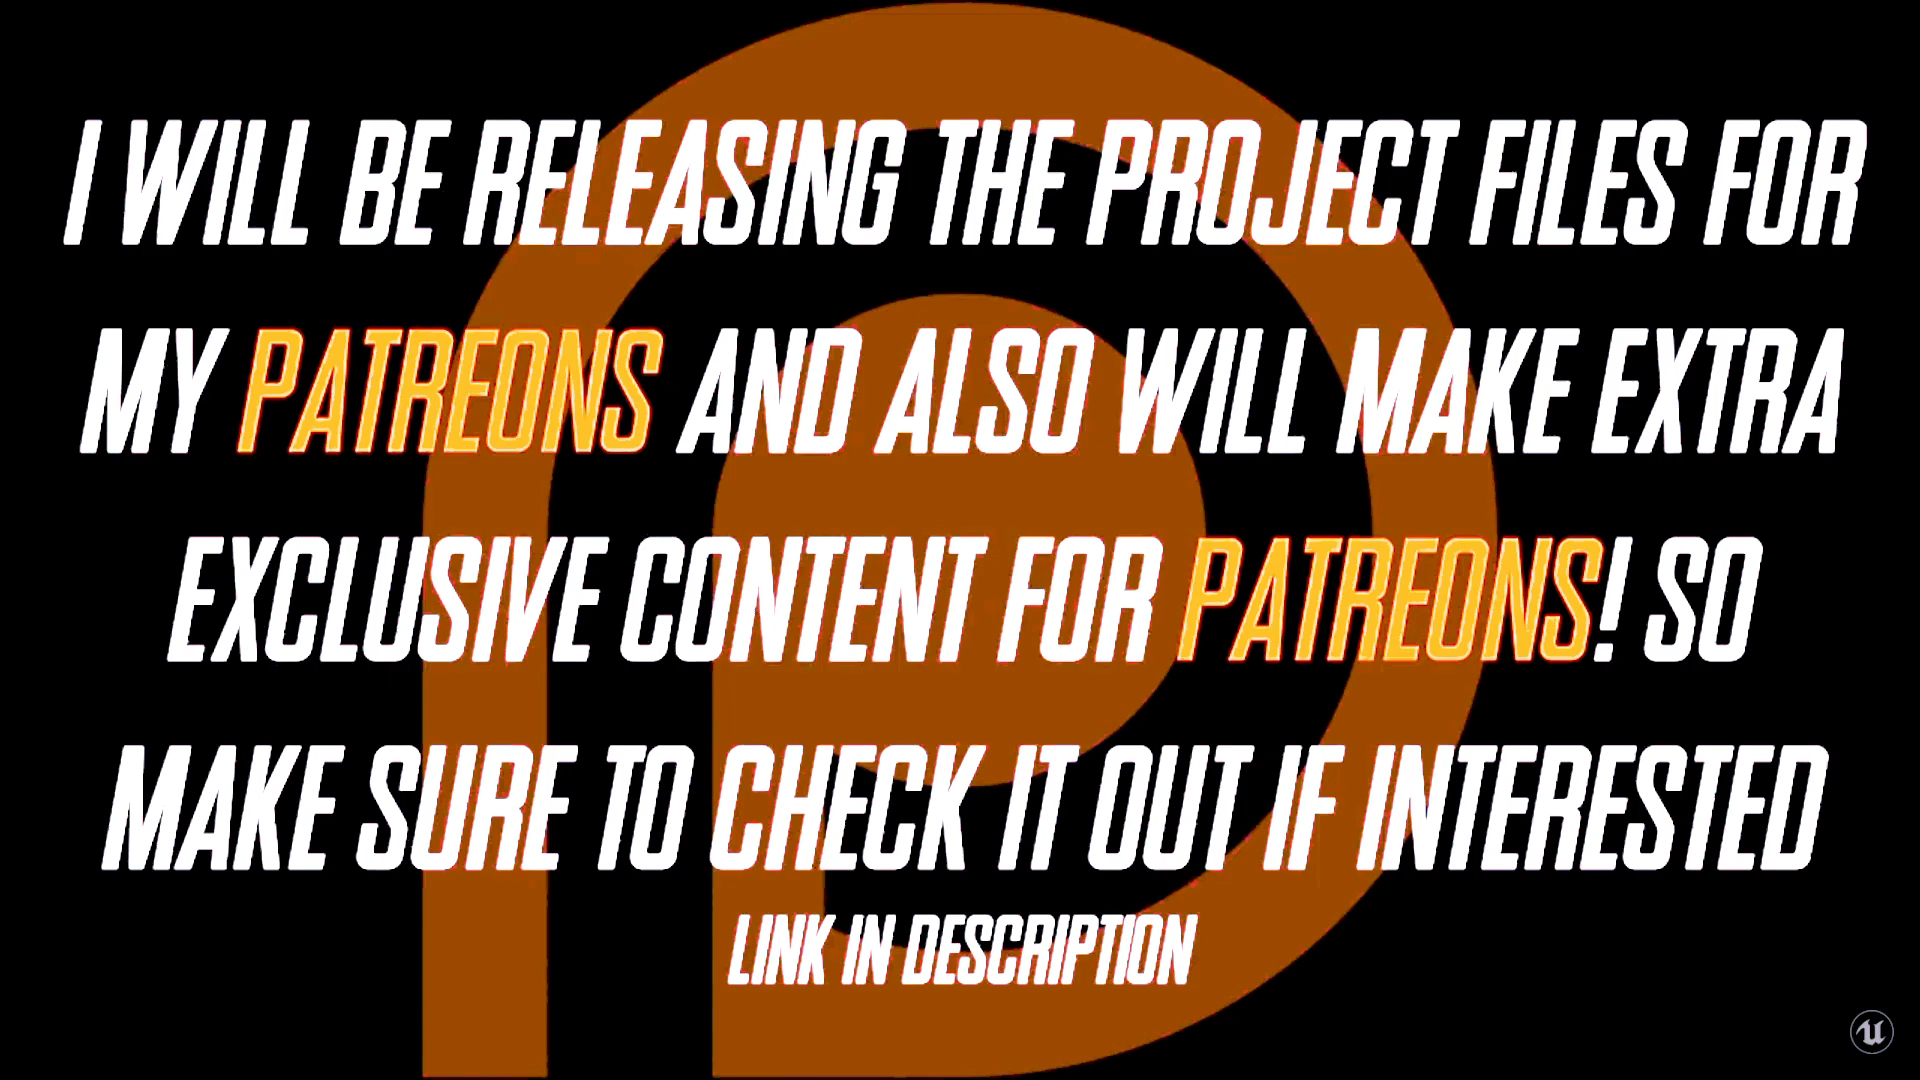 I WILL BE RELEASING THE PROJECT FILES FOR
MY PATREONS AND ALSO WILL MAKE EXTRA
EXCLUSIVE CONTENT FOR PATREONS! SO
MAKE SURE TO CHECK IT OUT IF INTERESTED
LINK IN DESCRIPTION